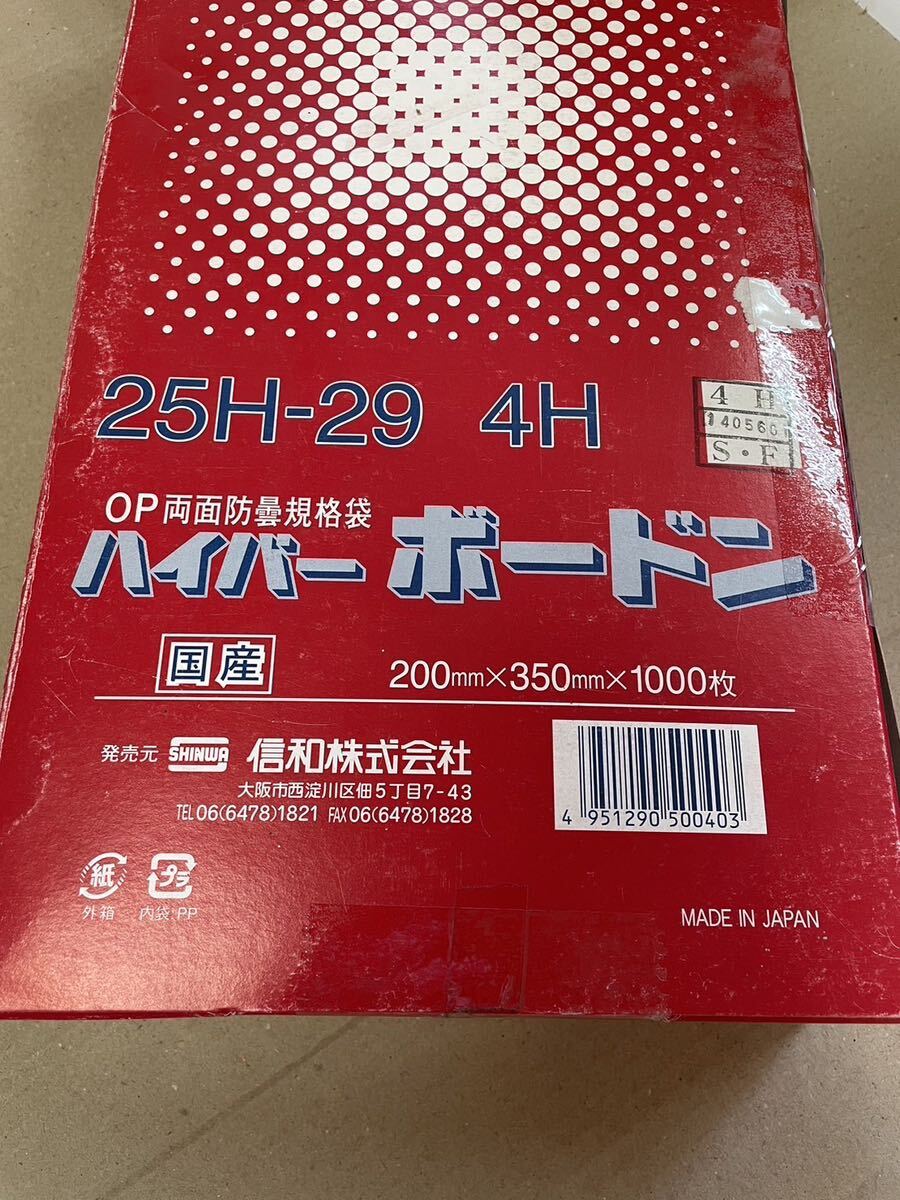 25H-29 4H
4 H
140560
S・F
OP両面防曇規格袋
ハイバー ボードン
国産
200mm×350mm×1000枚
発売元 SHINWA 信和株式会社
大阪市西淀川区佃5丁目7-43
TEL06(6478)1821 FAX06(6478)1828
4 951290 500403
紙 プラ
外箱 内袋:PP
MADE IN JAPAN